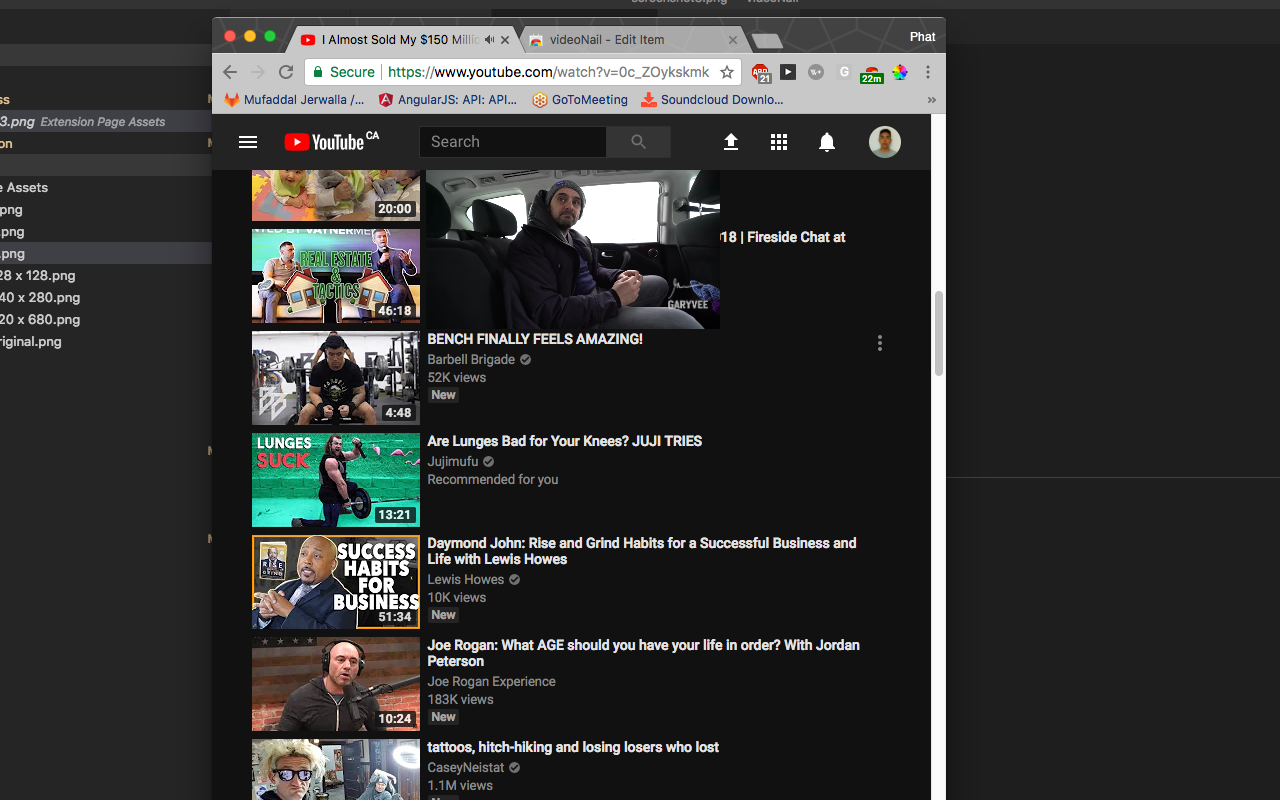 screenshot3.png videoNail
Phat
I Almost Sold My $150 Millio
videoNail - Edit Item
Secure
https://www.youtube.com/watch?v=0c_ZOykskmk
21
22m
Mufaddal Jerwalla /...
AngularJS: API: API...
GoToMeeting
Soundcloud Downlo...
3.png Extension Page Assets
YouTube CA
Search
e Assets
png
.png
.png
28 x 128.png
40 x 280.png
20 x 680.png
riginal.png
20:00
REAL ESTATE
&
TACTICS
46:18
GARYVEE
018 | Fireside Chat at
BENCH FINALLY FEELS AMAZING!
Barbell Brigade
52K views
New
4:48
LUNGES
SUCK
13:21
Are Lunges Bad for Your Knees? JUJI TRIES
Jujimufu
Recommended for you
RISE
SUCCESS
HABITS
FOR
BUSINESS
51:34
Daymond John: Rise and Grind Habits for a Successful Business and
Life with Lewis Howes
Lewis Howes
10K views
New
10:24
Joe Rogan: What AGE should you have your life in order? With Jordan
Peterson
Joe Rogan Experience
183K views
New
tattoos, hitch-hiking and losing losers who lost
CaseyNeistat
1.1M views